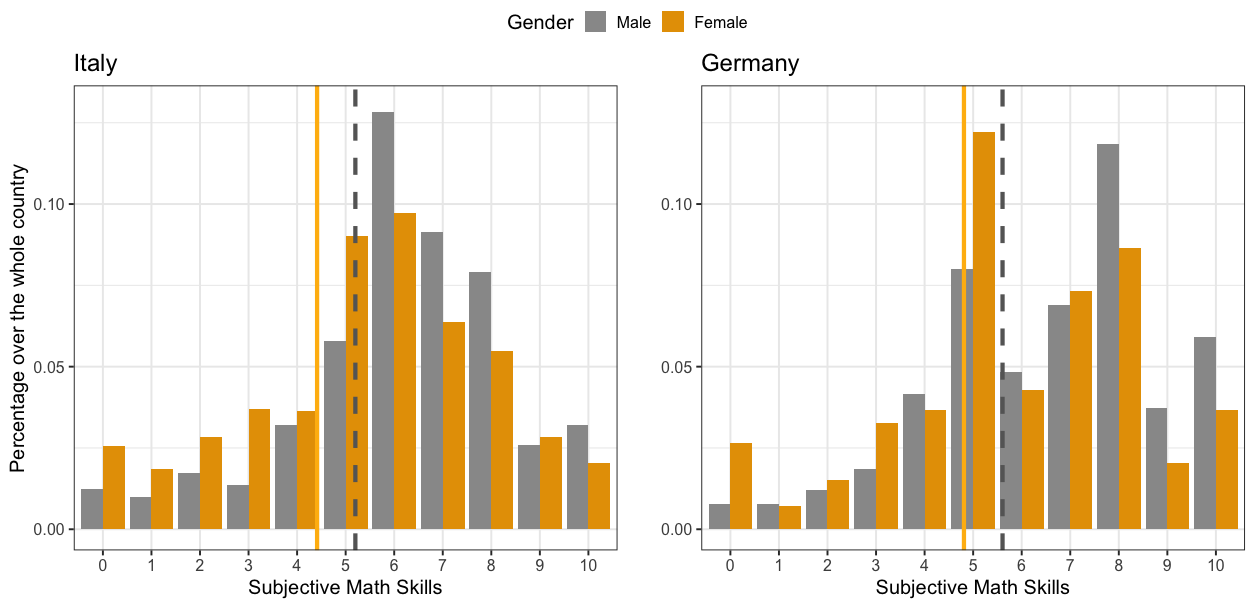 Gender Male Female
Italy
Germany
Percentage over the whole country
0.10
0.05
0.00
0 1 2 3 4 5 6 7 8 9 10
Subjective Math Skills
0.10
0.05
0.00
0 1 2 3 4 5 6 7 8 9 10
Subjective Math Skills